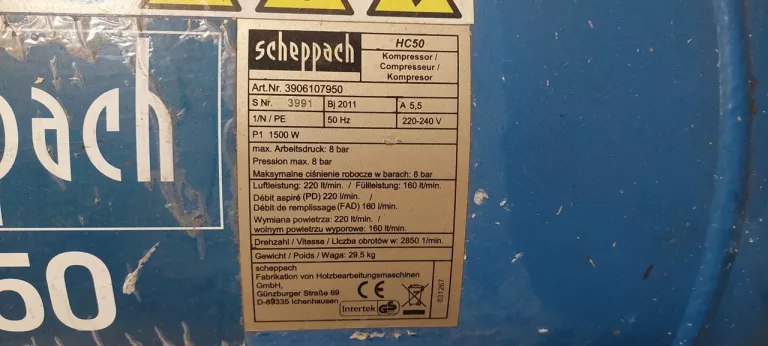 pach
50
scheppach
HC50
Kompressor /
Compresseur /
Kompresor
Art.Nr. 3906107950
S Nr. 3991 Bj 2011 A 5,5
1/N / PE 50 Hz 220-240 V
P1 1500 W
max. Arbeitsdruck: 8 bar
Pression max. 8 bar
Maksymalne ciśnienie robocze w barach: 8 bar
Luftleistung: 220 lt/min. / Füllleistung: 160 lt/min.
Débit aspiré (PD) 220 l/min. /
Débit de remplissage (FAD) 160 l/min.
Wymiana powietrza: 220 lt/min. /
wolnym powietrzu wyporowe: 160 lt/min.
Drehzahl / Vitesse / Liczba obrotów w: 2850 1/min.
Gewicht / Poids / Waga: 29,5 kg
scheppach
Fabrikation von Holzbearbeitungsmaschinen
GmbH,
Günzburger Straße 69
D-89335 Ichenhausen
CE
Intertek GS
831267